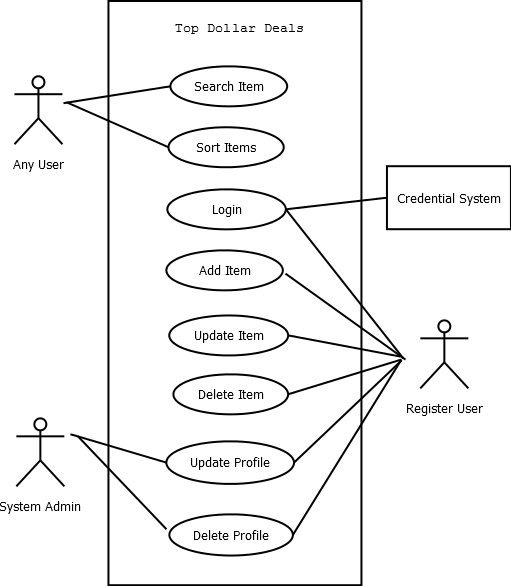 Top Dollar Deals
Search Item
Any User
Sort Items
Login
Credential System
Add Item
Update Item
Delete Item
Register User
Update Profile
System Admin
Delete Profile